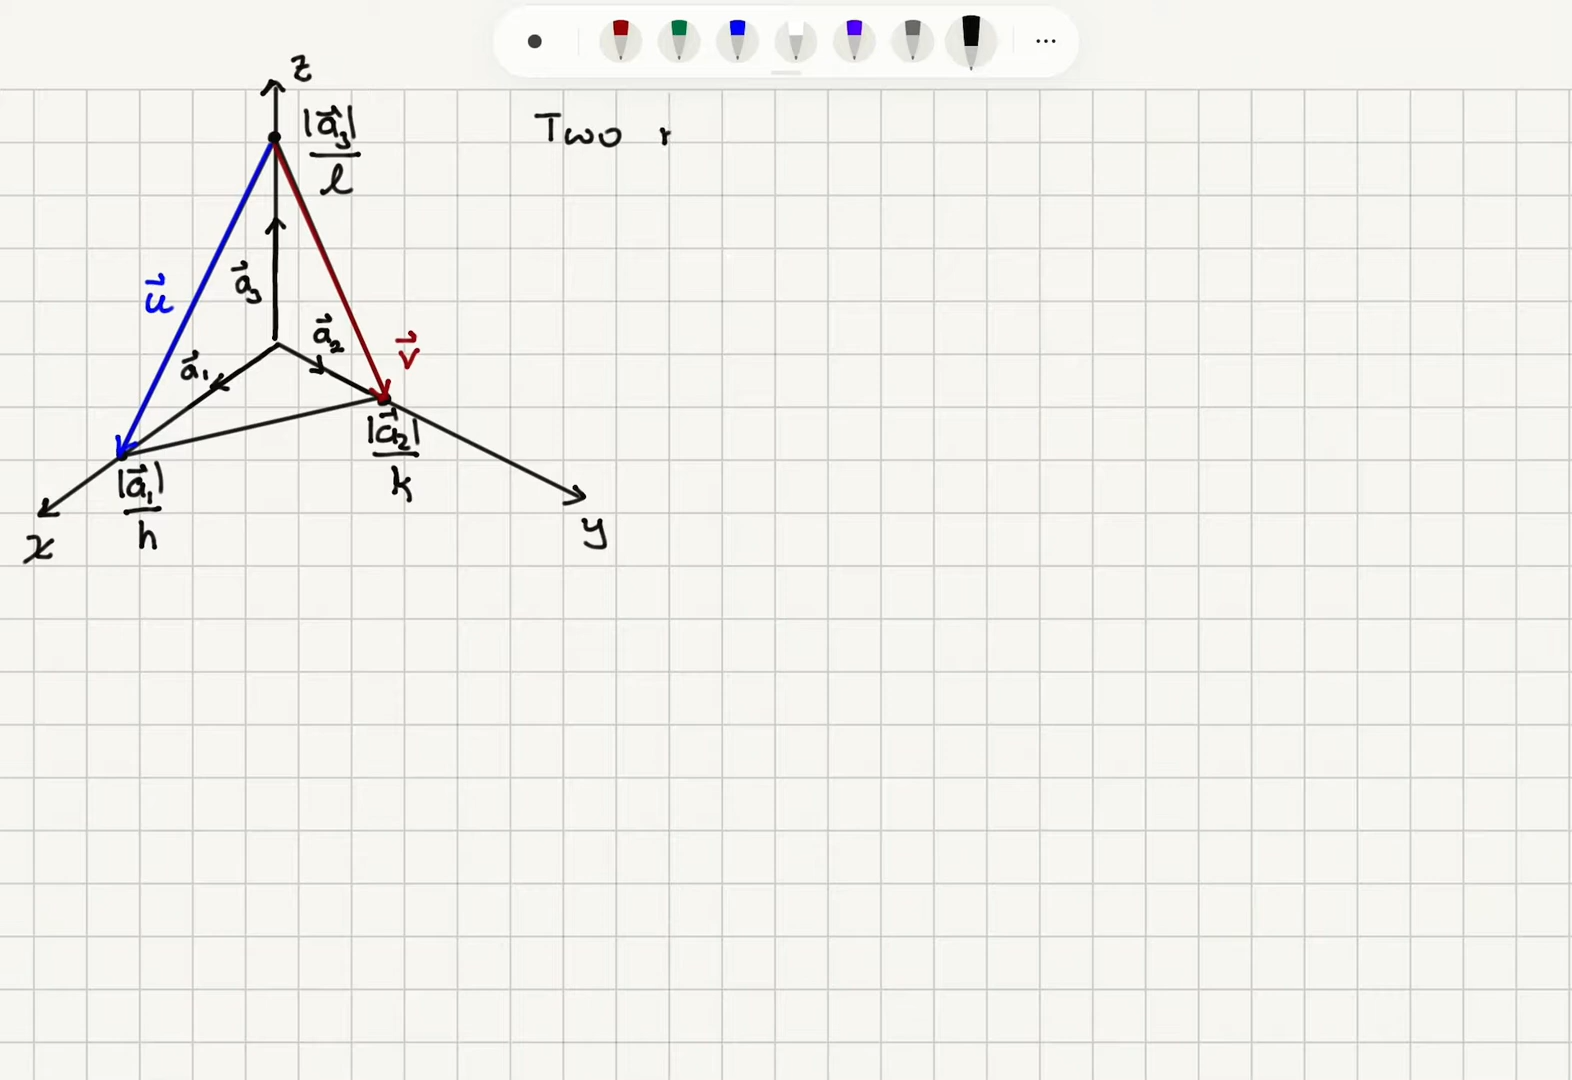 z
|a⃗₃|
l
Two
u⃗
a⃗₃
a⃗₂
v⃗
a⃗₁
|a⃗₂|
k
|a⃗₁|
h
x
y